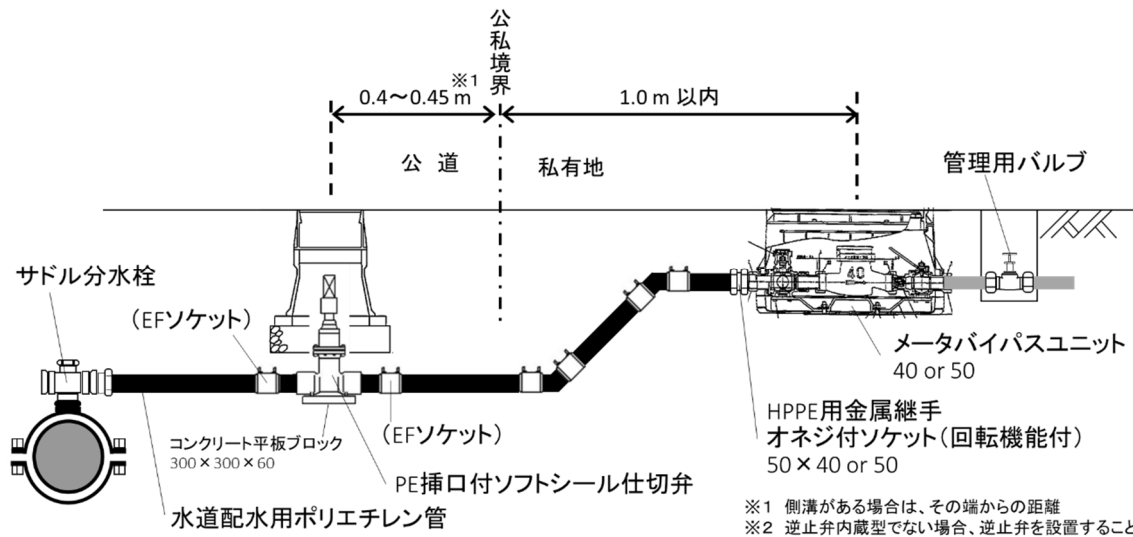 公私境界
0.4～0.45ｍ※1
1.0ｍ 以内
公 道
私有地
管理用バルブ
サドル分水栓
(EFソケット)
40
メータバイパスユニット
40 or 50
HPPE用金属継手
オネジ付ソケット(回転機能付)
50×40 or 50
(EFソケット)
コンクリート平板ブロック
300×300×60
PE挿口付ソフトシール仕切弁
水道配水用ポリエチレン管
※1 側溝がある場合は、その端からの距離
※2 逆止弁内蔵型でない場合、逆止弁を設置すること